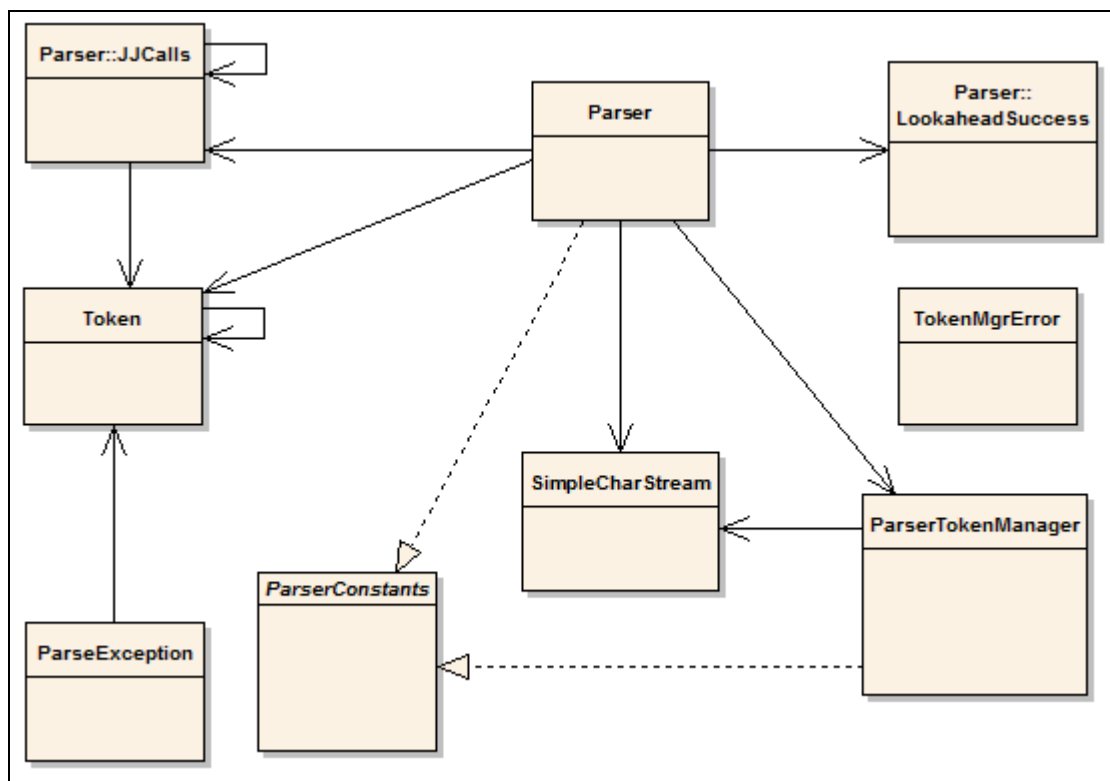 Parser::JJCalls
Parser
Parser::
LookaheadSuccess
Token
TokenMgrError
SimpleCharStream
ParserTokenManager
ParserConstants
ParseException